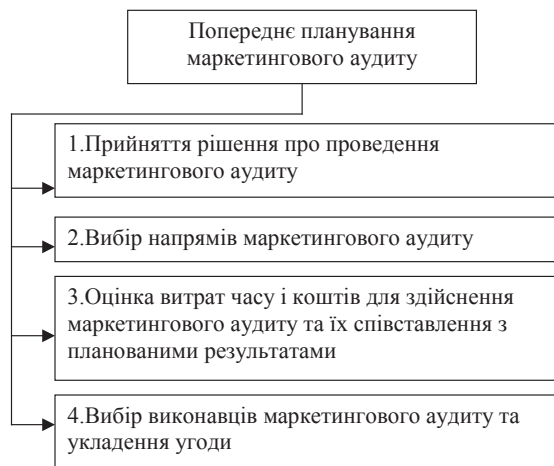 Попереднє планування
маркетингового аудиту
1.Прийняття рішення про проведення
маркетингового аудиту
2.Вибір напрямів маркетингового аудиту
3.Оцінка витрат часу і коштів для здійснення
маркетингового аудиту та їх співставлення з
планованими результатами
4.Вибір виконавців маркетингового аудиту та
укладення угоди